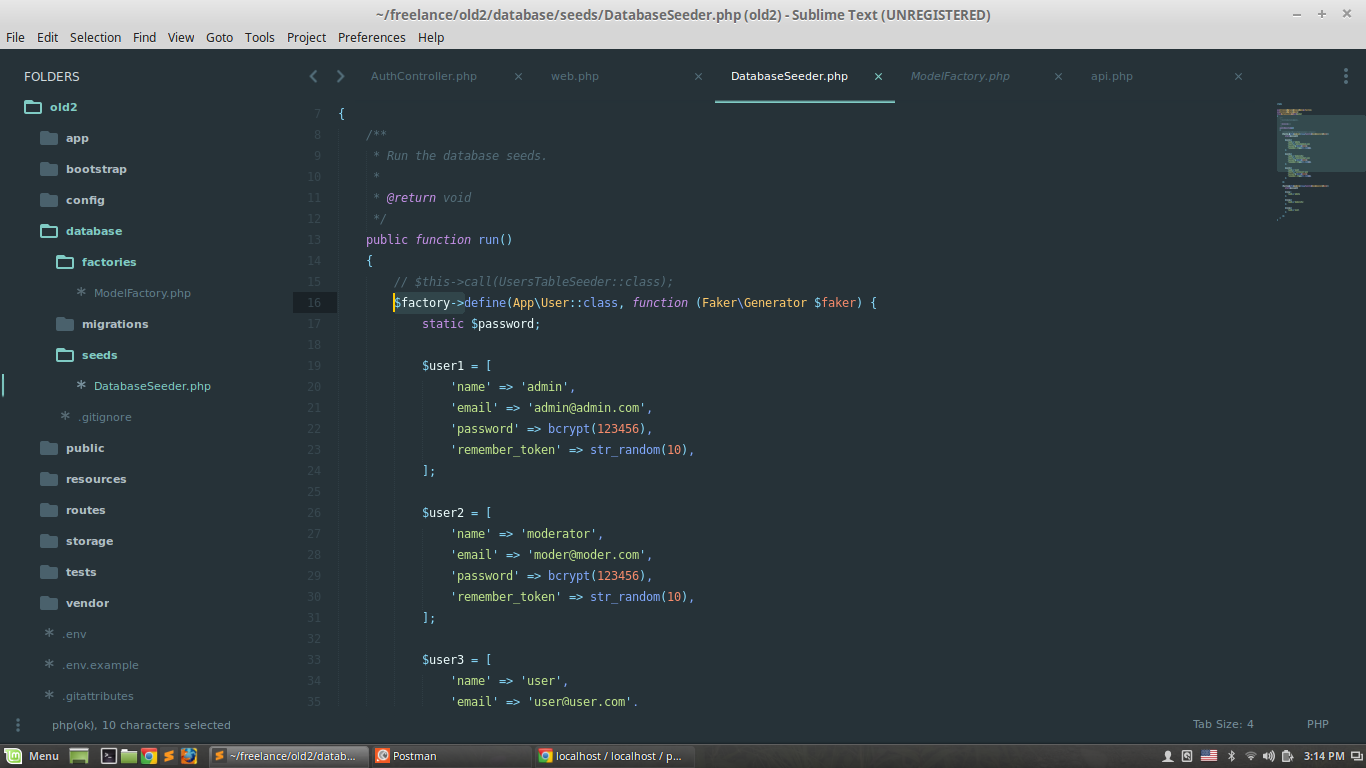 ~/freelance/old2/database/seeds/DatabaseSeeder.php (old2) - Sublime Text (UNREGISTERED)
File Edit Selection Find View Goto Tools Project Preferences Help
FOLDERS
old2
app
bootstrap
config
database
factories
ModelFactory.php
migrations
seeds
DatabaseSeeder.php
.gitignore
public
resources
routes
storage
tests
vendor
.env
.env.example
.gitattributes
AuthController.php × web.php × DatabaseSeeder.php × ModelFactory.php × api.php ×
7 {
8     /**
9      * Run the database seeds.
10      *
11      * @return void
12      */
13     public function run()
14     {
15         // $this->call(UsersTableSeeder::class);
16         $factory->define(App\User::class, function (Faker\Generator $faker) {
17             static $password;
18
19             $user1 = [
20                 'name' => 'admin',
21                 'email' => 'admin@admin.com',
22                 'password' => bcrypt(123456),
23                 'remember_token' => str_random(10),
24             ];
25
26             $user2 = [
27                 'name' => 'moderator',
28                 'email' => 'moder@moder.com',
29                 'password' => bcrypt(123456),
30                 'remember_token' => str_random(10),
31             ];
32
33             $user3 = [
34                 'name' => 'user',
35                 'email' => 'user@user.com',
php(ok), 10 characters selected
Tab Size: 4 PHP
Menu ~/freelance/old2/datab... Postman localhost / localhost / p... 3:14 PM